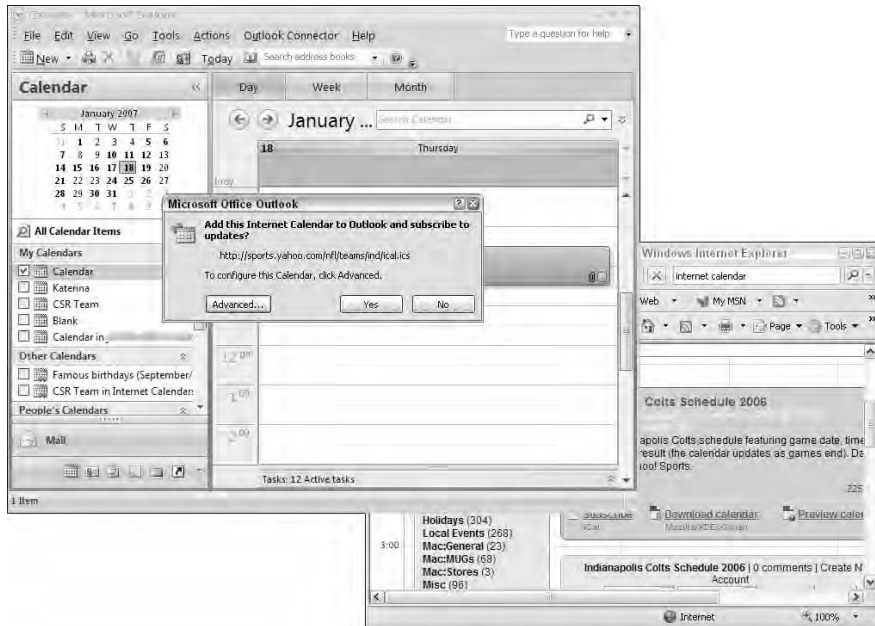 Calendar - Microsoft Outlook
File Edit View Go Tools Actions Outlook Connector Help
Type a question for help
New
Today
Search address books
Calendar
Day Week Month
January 2007
S M T W T F S
31 1 2 3 4 5 6
7 8 9 10 11 12 13
14 15 16 17 18 19 20
21 22 23 24 25 26 27
28 29 30 31
All Calendar Items
My Calendars
Calendar
Katerina
CSR Team
Blank
Calendar in
Other Calendars
Famous birthdays (September/
CSR Team in Internet Calendar:
People's Calendars
Mail
1 Item
January ...
Search Calendar
18 Thursday
12 pm
1 00
2 00
Tasks: 12 Active tasks
Microsoft Office Outlook
Add this Internet Calendar to Outlook and subscribe to
updates?
http://sports.yahoo.com/nfl/teams/ind/ical.ics
To configure this Calendar, click Advanced.
Advanced... Yes No
Windows Internet Explorer
internet calendar
Web My MSN
Page Tools
Colts Schedule 2006
apolis Colts schedule featuring game date, time
result (the calendar updates as games end). Da
hoo! Sports.
225
Subscribe Download calendar Preview caler
iCal
3:00
Holidays (304)
Local Events (268)
Mac:General (23)
Mac:MUGs (68)
Mac:Stores (3)
Misc (96)
Indianapolis Colts Schedule 2006 | 0 comments | Create N
Account
Internet 100%